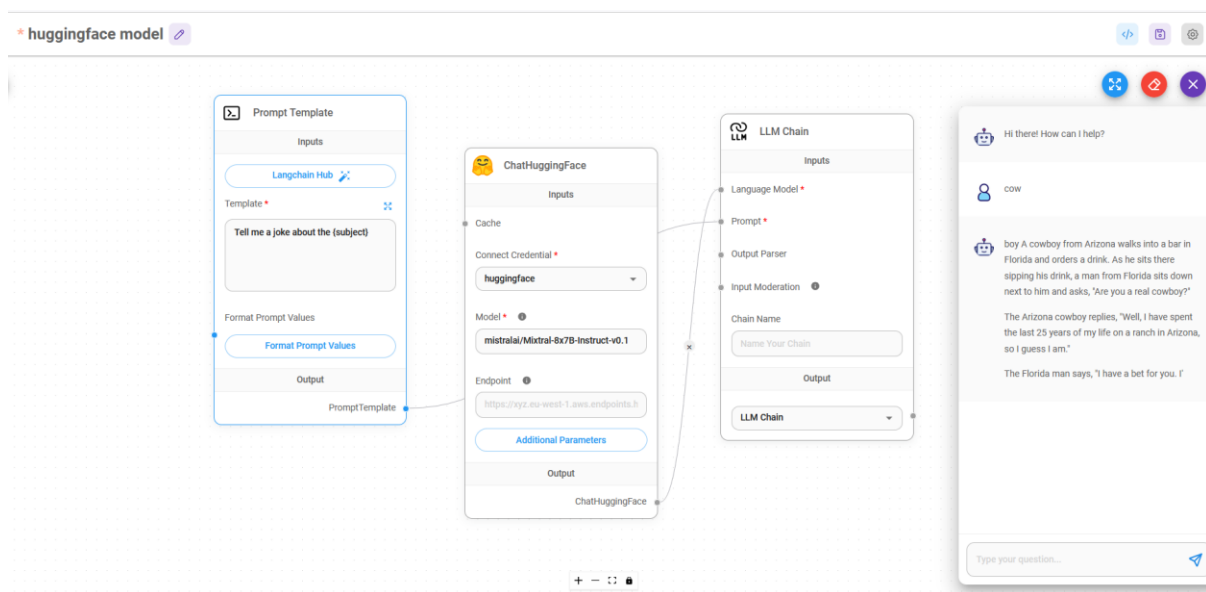 * huggingface model
</>
Prompt Template
Inputs
Langchain Hub
Template *
Tell me a joke about the {subject}
Format Prompt Values
Format Prompt Values
Output
PromptTemplate
ChatHuggingFace
Inputs
Cache
Connect Credential *
huggingface
Model *
mistralai/Mixtral-8x7B-Instruct-v0.1
Endpoint
https://xyz.eu-west-1.aws.endpoints.h
Additional Parameters
Output
ChatHuggingFace
LLM
LLM Chain
Inputs
Language Model *
Prompt *
Output Parser
Input Moderation
Chain Name
Name Your Chain
Output
LLM Chain
Hi there! How can I help?
cow
boy A cowboy from Arizona walks into a bar in
Florida and orders a drink. As he sits there
sipping his drink, a man from Florida sits down
next to him and asks, "Are you a real cowboy?"
The Arizona cowboy replies, "Well, I have spent
the last 25 years of my life on a ranch in Arizona,
so I guess I am."
The Florida man says, "I have a bet for you. I'
Type your question...